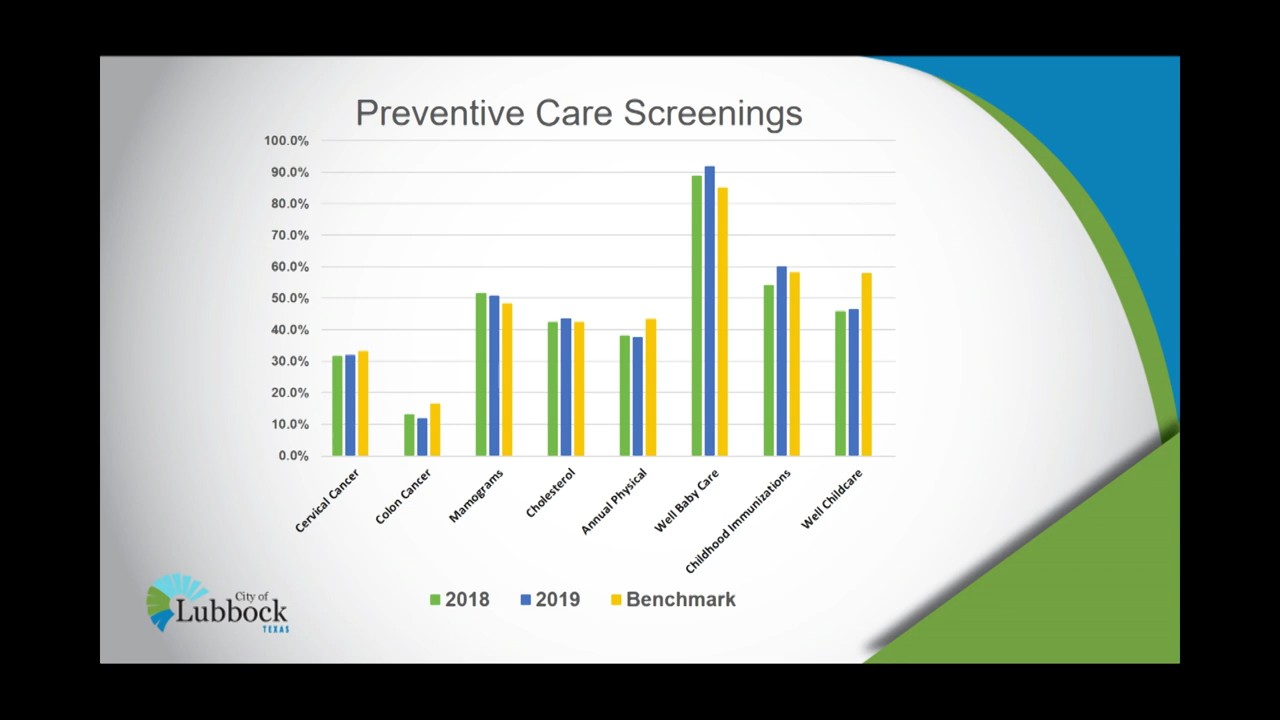 Preventive Care Screenings
100.0%
90.0%
80.0%
70.0%
60.0%
50.0%
40.0%
30.0%
20.0%
10.0%
0.0%
Cervical Cancer
Colon Cancer
Mamograms
Cholesterol
Annual Physical
Well Baby Care
Childhood Immunizations
Well Childcare
2018 2019 Benchmark
City of
Lubbock
TEXAS